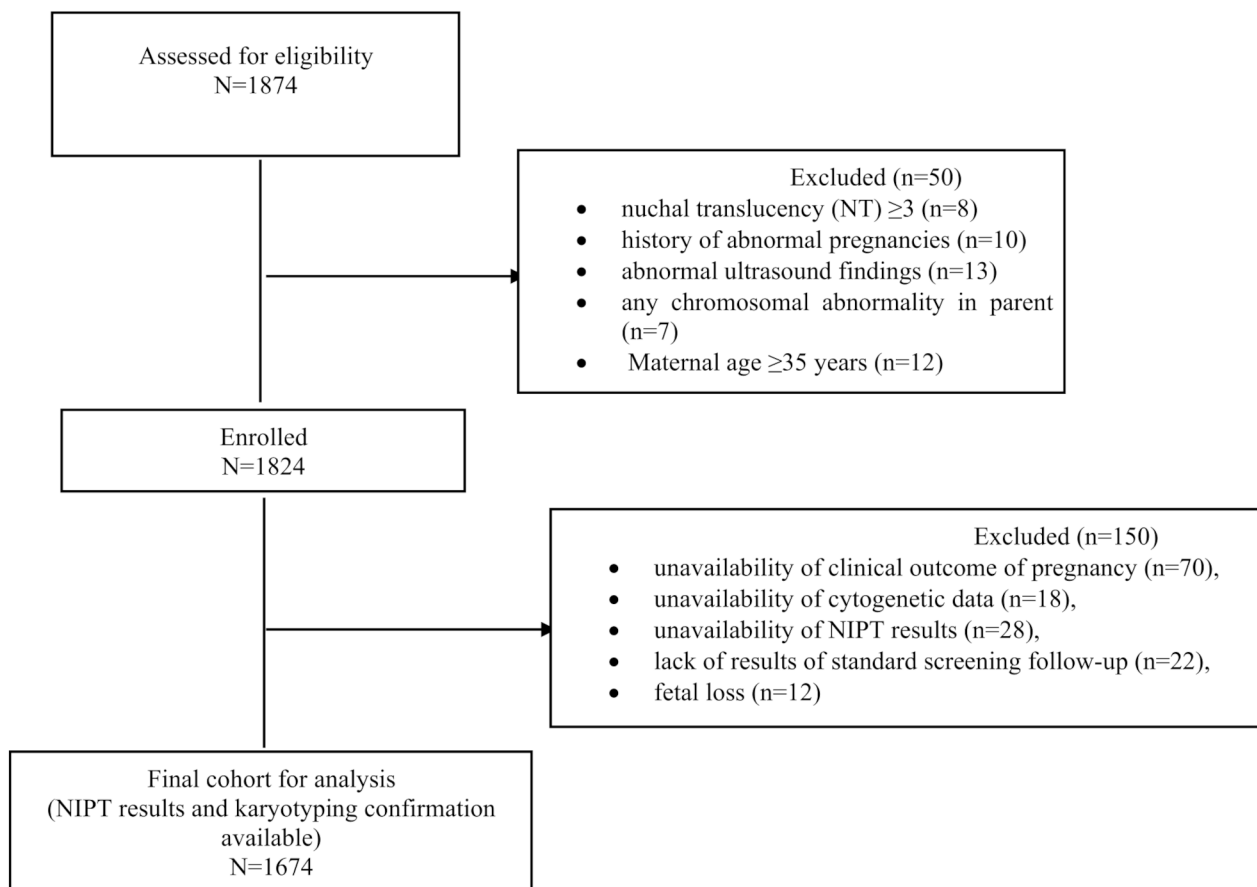 Assessed for eligibility
N=1874
Excluded (n=50)
• nuchal translucency (NT) ≥3 (n=8)
• history of abnormal pregnancies (n=10)
• abnormal ultrasound findings (n=13)
• any chromosomal abnormality in parent
(n=7)
• Maternal age ≥35 years (n=12)
Enrolled
N=1824
Excluded (n=150)
• unavailability of clinical outcome of pregnancy (n=70),
• unavailability of cytogenetic data (n=18),
• unavailability of NIPT results (n=28),
• lack of results of standard screening follow-up (n=22),
• fetal loss (n=12)
Final cohort for analysis
(NIPT results and karyotyping confirmation
available)
N=1674